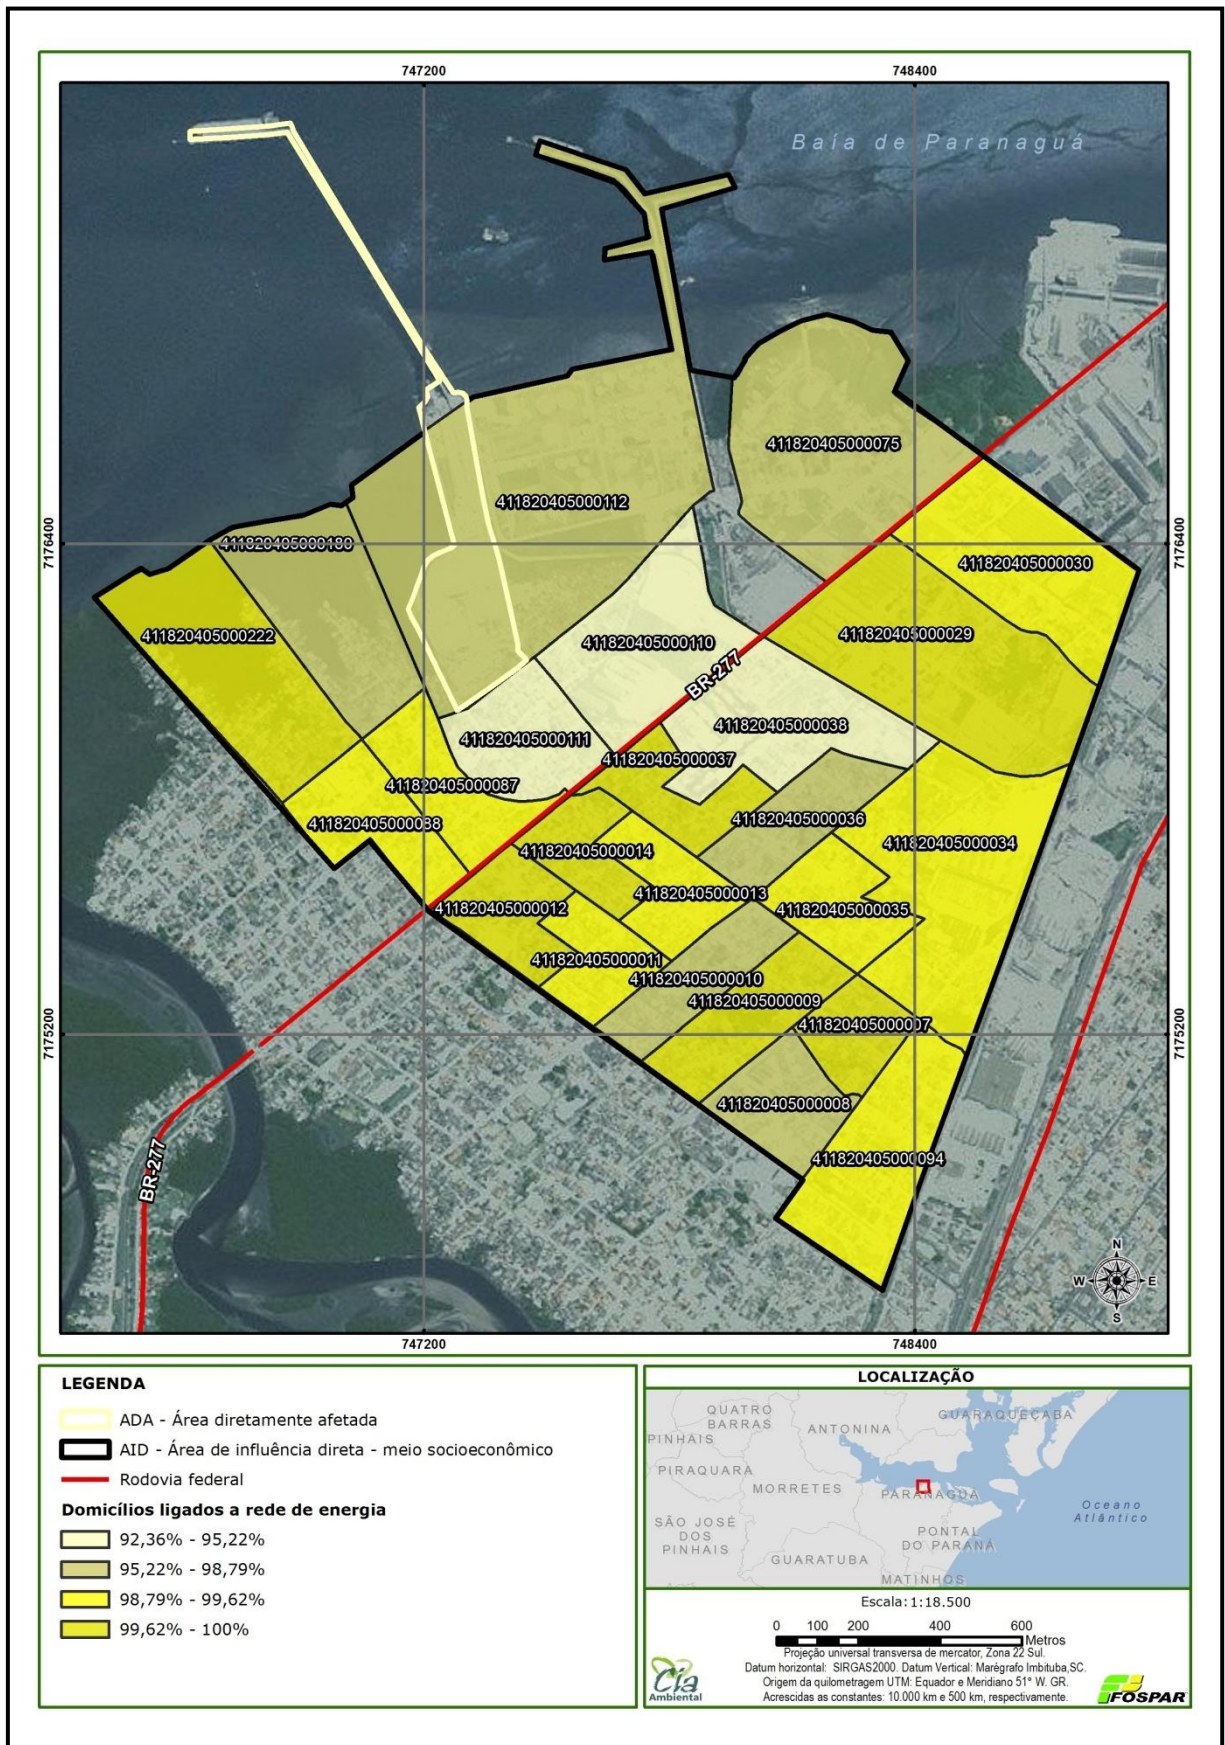 747200
748400
Baía de Paranaguá
411820405000075
411820405000112
7176400
7176400
411820405000180
411820405000030
411820405000222
411820405000029
411820405000110
BR-277
411820405000111
411820405000038
411820405000037
411820405000087
411820405000088
411820405000036
411820405000014
411820405000034
411820405000013
411820405000012
411820405000035
411820405000011
411820405000010
411820405000009
411820405000007
7175200
7175200
411820405000008
411820405000094
BR-277
N
W
E
S
747200
748400
LEGENDA
ADA - Área diretamente afetada
AID - Área de influência direta - meio socioeconômico
Rodovia federal
Domicílios ligados a rede de energia
92,36% - 95,22%
95,22% - 98,79%
98,79% - 99,62%
99,62% - 100%
LOCALIZAÇÃO
QUATRO
BARRAS
ANTONINA
GUARAQUEÇABA
PINHAIS
PIRAQUARA
MORRETES
PARANAGUÁ
Oceano
Atlântico
SÃO JOSÉ
DOS
PINHAIS
PONTAL
DO PARANÁ
GUARATUBA
MATINHOS
Escala: 1:18.500
0 100 200 400 600
Metros
Projeção universal transversa de mercator, Zona 22 Sul.
Datum horizontal: SIRGAS2000. Datum Vertical: Marégrafo Imbituba,SC.
Origem da quilometragem UTM: Equador e Meridiano 51° W. GR.
Acrescidas as constantes: 10.000 km e 500 km, respectivamente.
Cia
Ambiental
FOSPAR